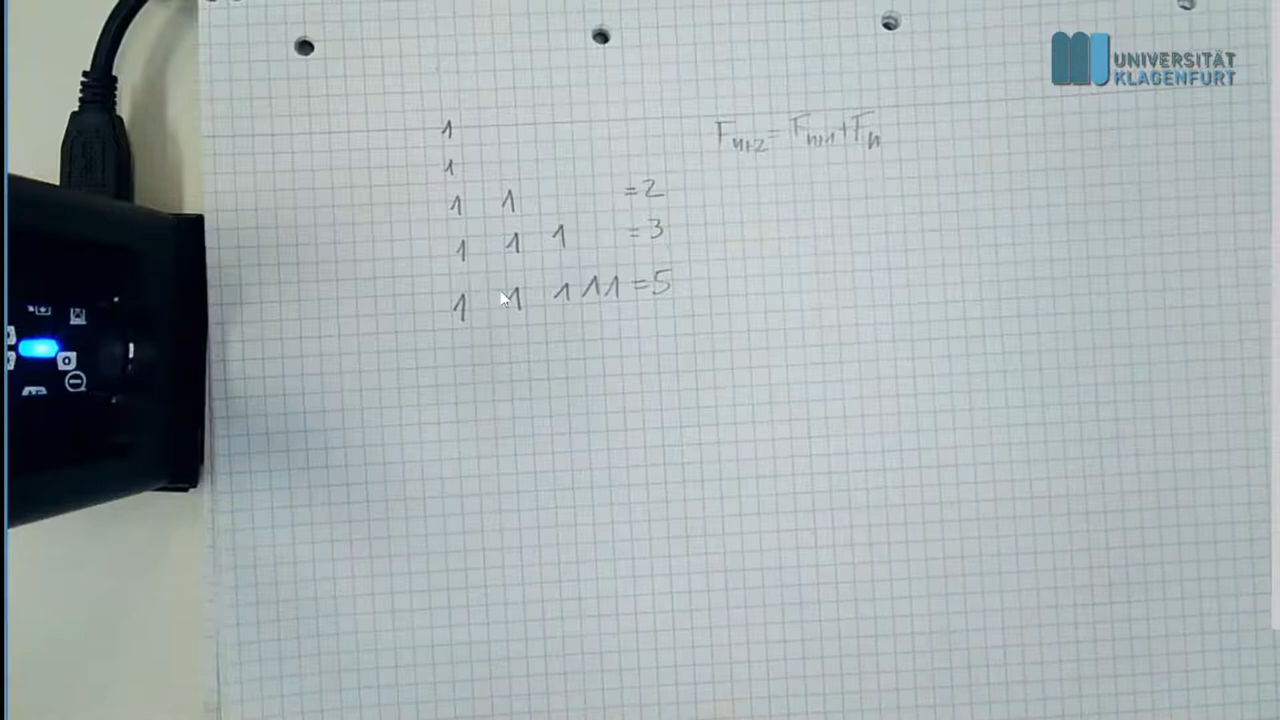 UNIVERSITÄT
KLAGENFURT
1
F_{n+2} = F_{n+1} + F_n
1
1 1 = 2
1 1 1 = 3
1 1 1 1 1 = 5